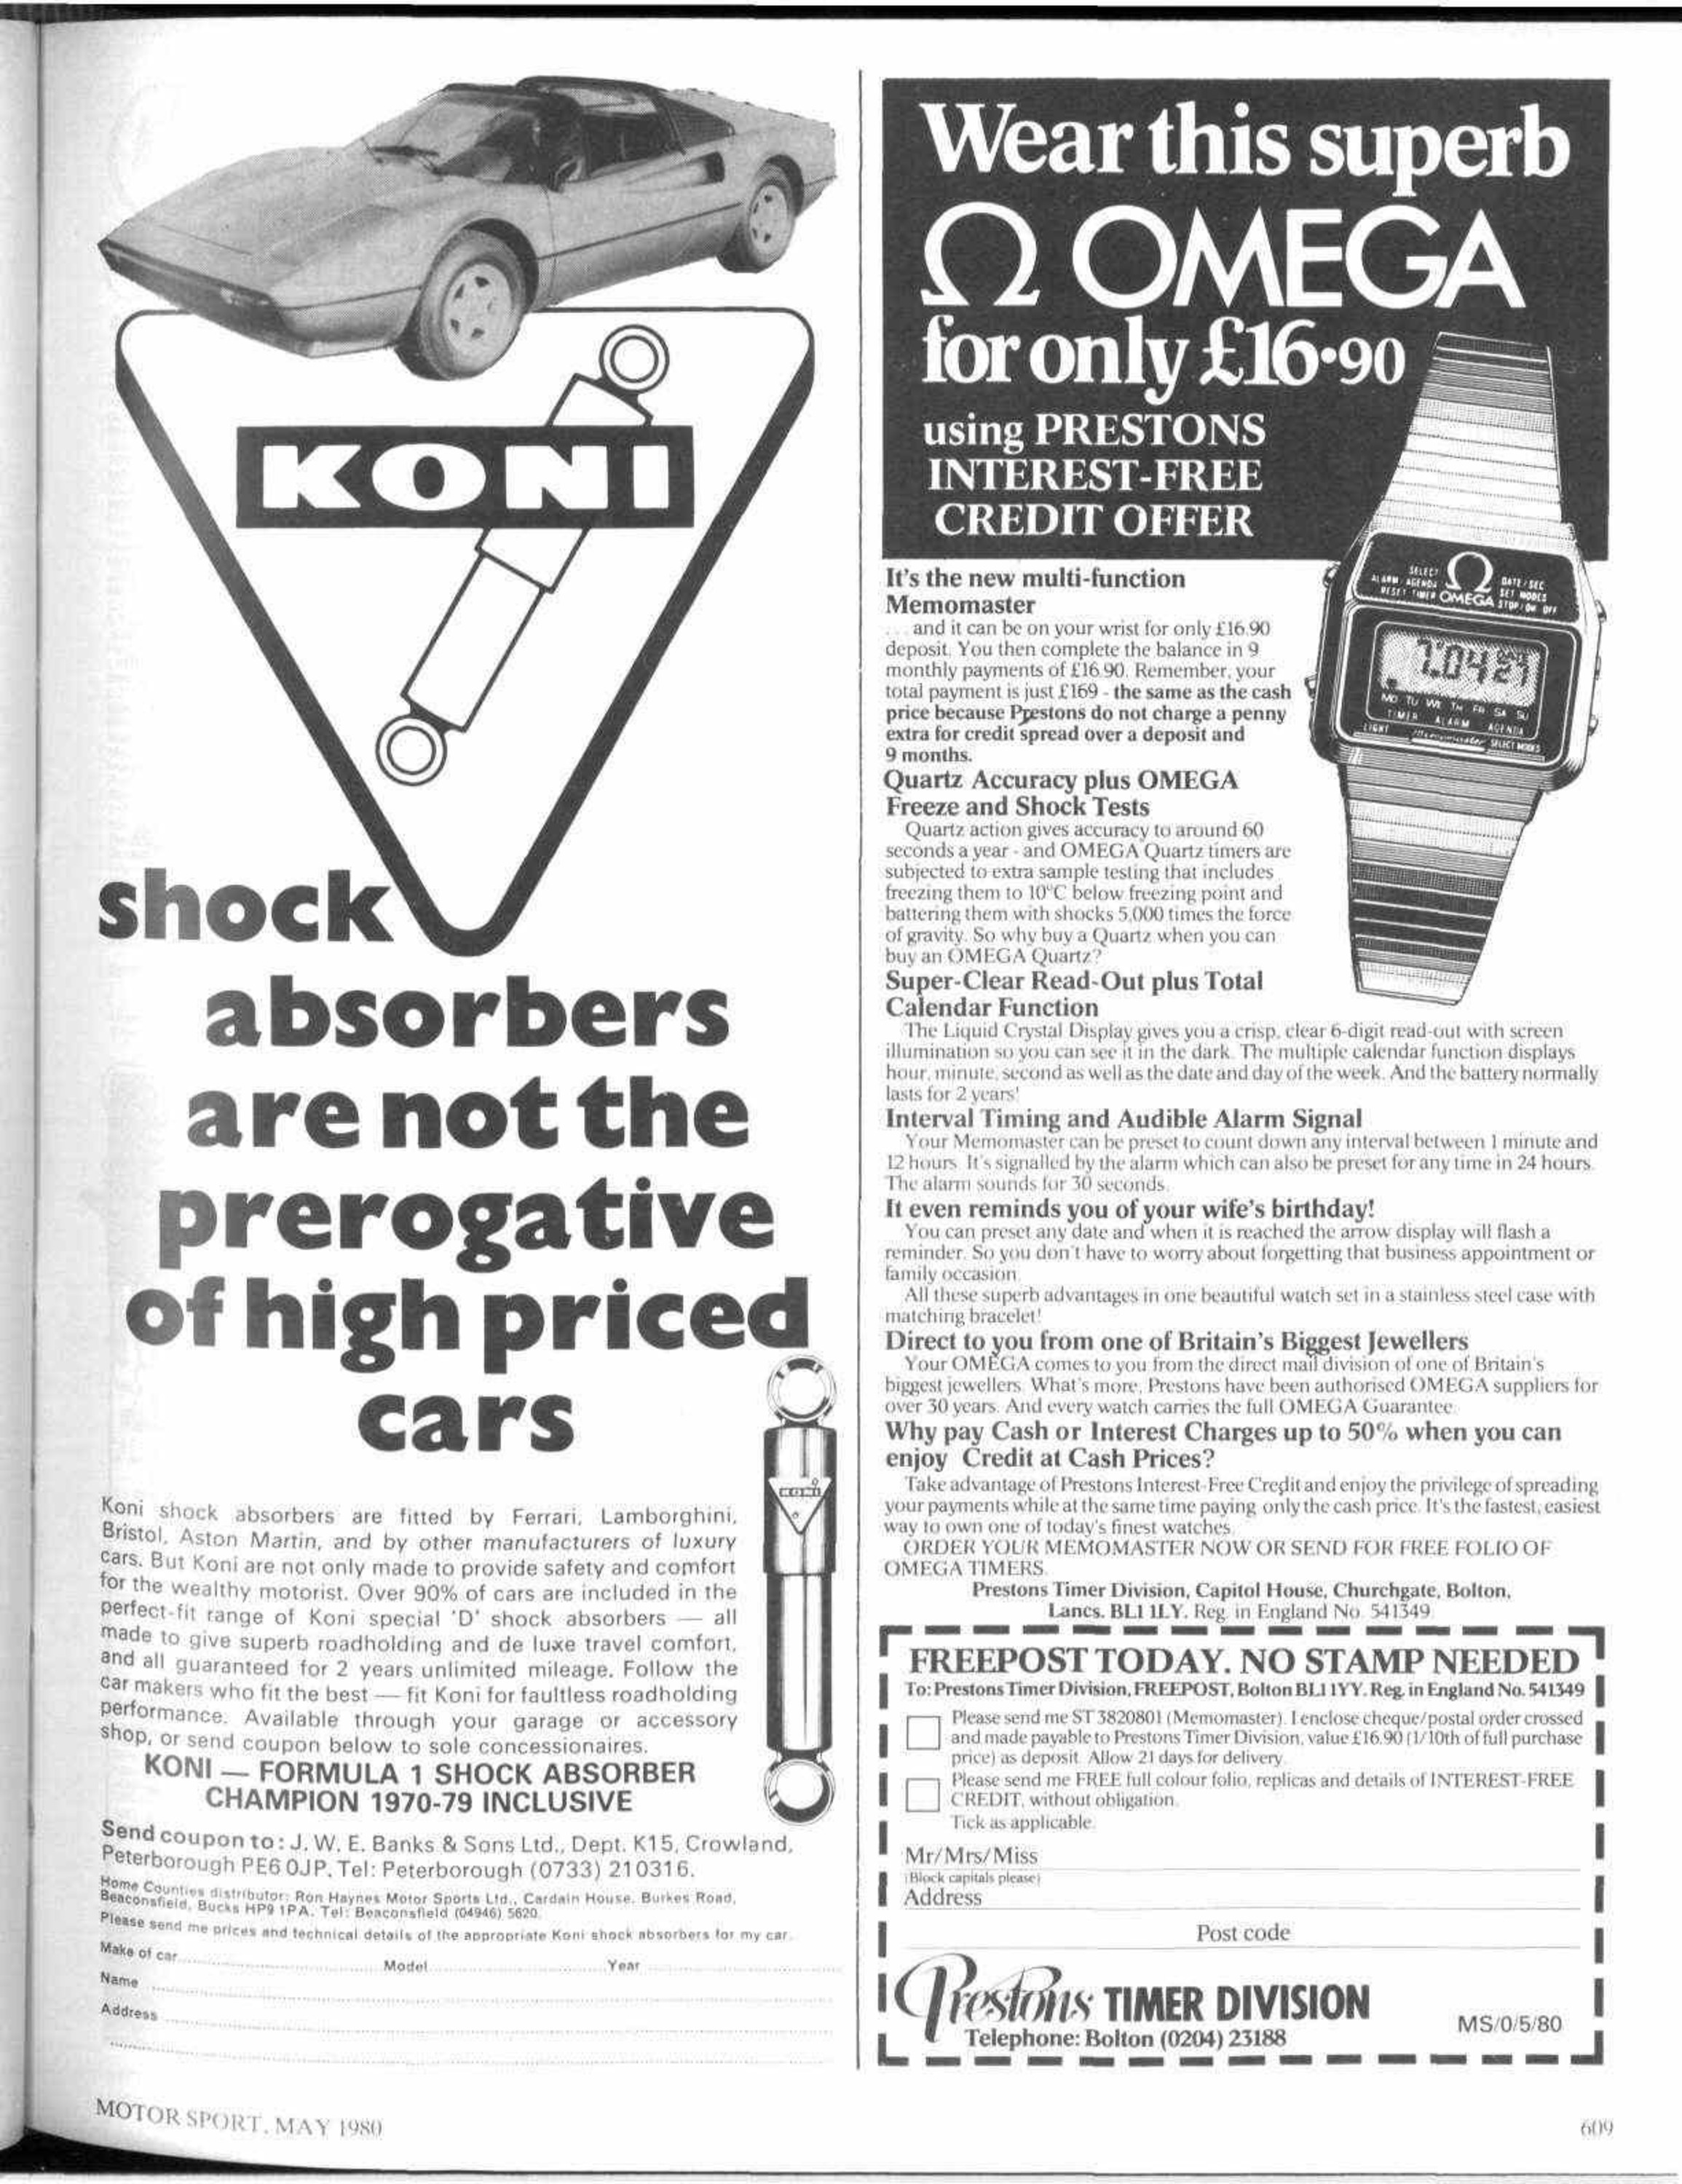 KONI
shock
absorbers
are not the
prerogative
of high priced
cars
KONI
Koni shock absorbers are fitted by Ferrari, Lamborghini,
Bristol, Aston Martin, and by other manufacturers of luxury
cars. But Koni are not only made to provide safety and comfort
for the wealthy motorist. Over 90% of cars are included in the
perfect-fit range of Koni special 'D' shock absorbers — all
made to give superb roadholding and de luxe travel comfort,
and all guaranteed for 2 years unlimited mileage. Follow the
car makers who fit the best — fit Koni for faultless roadholding
performance. Available through your garage or accessory
shop, or send coupon below to sole concessionaires.
KONI — FORMULA 1 SHOCK ABSORBER
CHAMPION 1970-79 INCLUSIVE
Send coupon to: J. W. E. Banks & Sons Ltd., Dept. K15, Crowland,
Peterborough PE6 0JP. Tel: Peterborough (0733) 210316.
Home Counties distributor: Ron Haynes Motor Sports Ltd., Cardain House, Burkes Road,
Beaconsfield, Bucks HP9 1PA. Tel: Beaconsfield (04946) 5620.
Please send me prices and technical details of the appropriate Koni shock absorbers for my car.
Make of car Model Year
Name
Address
Wear this superb
Ω OMEGA
for only £16·90
using PRESTONS
INTEREST-FREE
CREDIT OFFER
SELECT
ALARM AGENDA
RESET TIMER
Ω
OMEGA
DATE/SEC
SET MODES
STOP/ON OFF
7:04 21
MO TU WE TH FR SA SU
TIMER ALARM AGENDA
LIGHT Memomaster SELECT MODES
It's the new multi-function
Memomaster
... and it can be on your wrist for only £16.90
deposit. You then complete the balance in 9
monthly payments of £16.90. Remember, your
total payment is just £169 - the same as the cash
price because Prestons do not charge a penny
extra for credit spread over a deposit and
9 months.
Quartz Accuracy plus OMEGA
Freeze and Shock Tests
Quartz action gives accuracy to around 60
seconds a year - and OMEGA Quartz timers are
subjected to extra sample testing that includes
freezing them to 10°C below freezing point and
battering them with shocks 5,000 times the force
of gravity. So why buy a Quartz when you can
buy an OMEGA Quartz?
Super-Clear Read-Out plus Total
Calendar Function
The Liquid Crystal Display gives you a crisp, clear 6-digit read-out with screen
illumination so you can see it in the dark. The multiple calendar function displays
hour, minute, second as well as the date and day of the week. And the battery normally
lasts for 2 years!
Interval Timing and Audible Alarm Signal
Your Memomaster can be preset to count down any interval between 1 minute and
12 hours. It's signalled by the alarm which can also be preset for any time in 24 hours.
The alarm sounds for 30 seconds.
It even reminds you of your wife's birthday!
You can preset any date and when it is reached the arrow display will flash a
reminder. So you don't have to worry about forgetting that business appointment or
family occasion.
All these superb advantages in one beautiful watch set in a stainless steel case with
matching bracelet!
Direct to you from one of Britain's Biggest Jewellers
Your OMEGA comes to you from the direct mail division of one of Britain's
biggest jewellers. What's more, Prestons have been authorised OMEGA suppliers for
over 30 years. And every watch carries the full OMEGA Guarantee.
Why pay Cash or Interest Charges up to 50% when you can
enjoy Credit at Cash Prices?
Take advantage of Prestons Interest-Free Credit and enjoy the privilege of spreading
your payments while at the same time paying only the cash price. It's the fastest, easiest
way to own one of today's finest watches.
ORDER YOUR MEMOMASTER NOW OR SEND FOR FREE FOLIO OF
OMEGA TIMERS.
Prestons Timer Division, Capitol House, Churchgate, Bolton,
Lancs. BL1 1LY. Reg. in England No. 541349.
FREEPOST TODAY. NO STAMP NEEDED
To: Prestons Timer Division, FREEPOST, Bolton BL1 1YY. Reg. in England No. 541349
Please send me ST 3820801 (Memomaster). I enclose cheque/postal order crossed
and made payable to Prestons Timer Division, value £16.90 (1/10th of full purchase
price) as deposit. Allow 21 days for delivery.
Please send me FREE full colour folio, replicas and details of INTEREST-FREE
CREDIT, without obligation.
Tick as applicable.
Mr/Mrs/Miss
(Block capitals please)
Address
Post code
Prestons TIMER DIVISION
Telephone: Bolton (0204) 23188
MS/0/5/80
MOTOR SPORT, MAY 1980
609